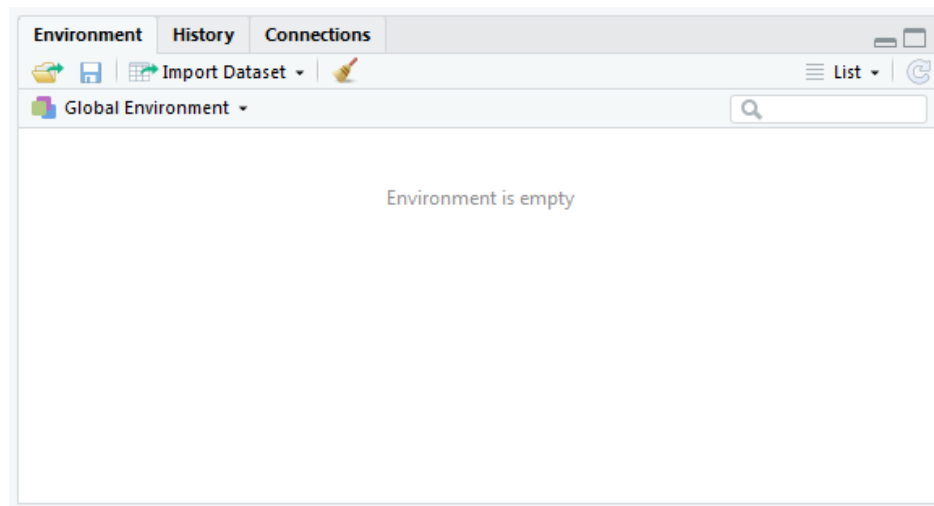 Environment History Connections
Import Dataset List
Global Environment
Environment is empty